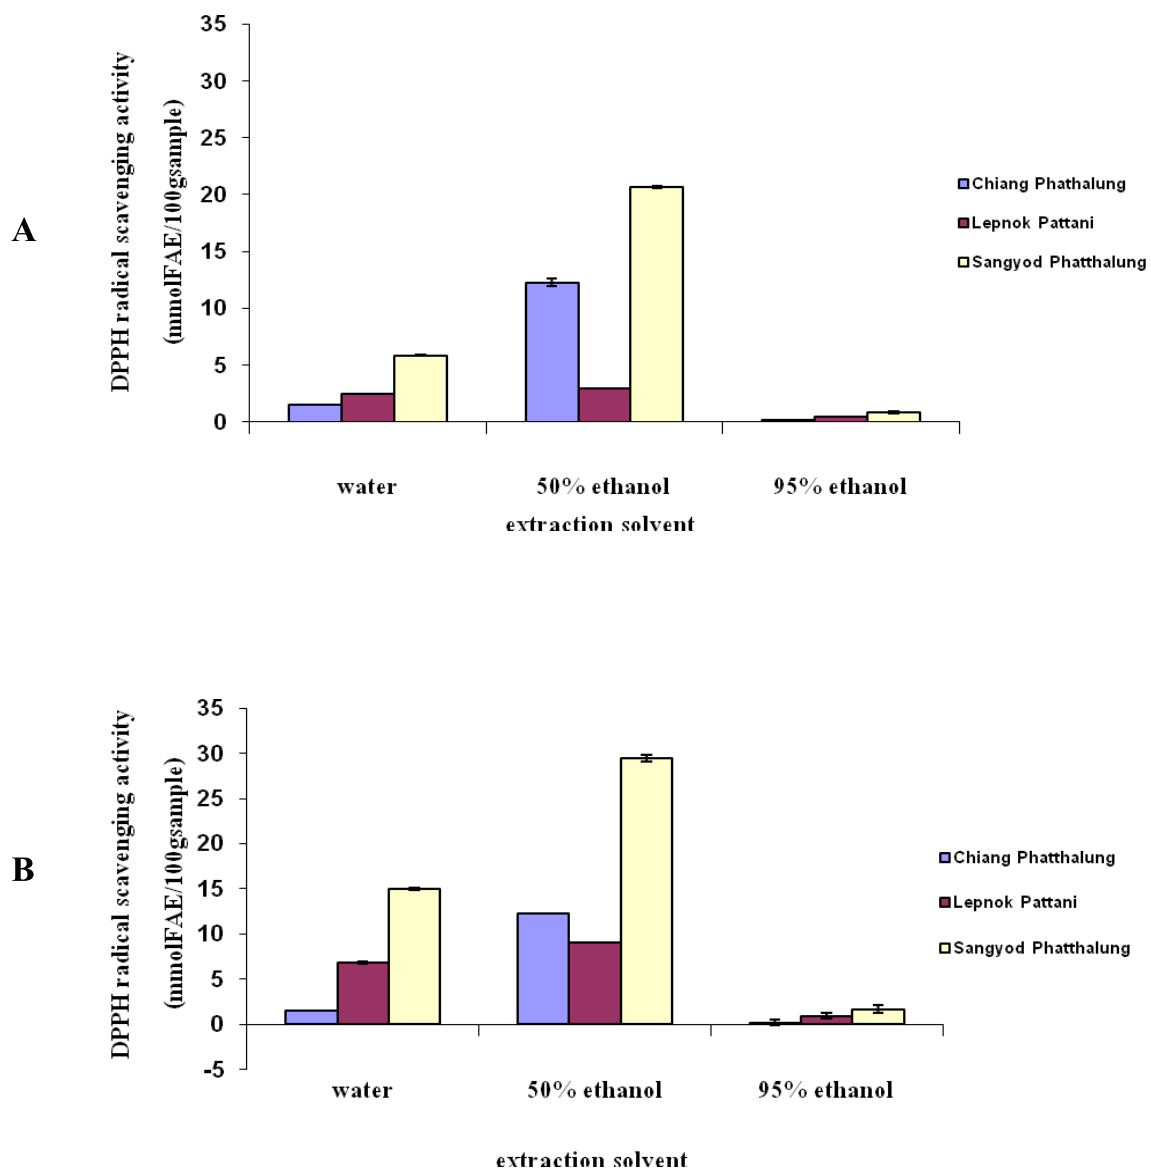 A
DPPH radical scavenging activity
(mmolFAE/100gsample)
35
30
25
20
15
10
5
0
water
50% ethanol
95% ethanol
extraction solvent
Chiang Phathalung
Lepnok Pattani
Sangyod Phatthalung
B
DPPH radical scavenging activity
(mmolFAE/100gsample)
35
30
25
20
15
10
5
0
-5
water
50% ethanol
95% ethanol
extraction solvent
Chiang Phatthalung
Lepnok Pattani
Sangyod Phatthalung